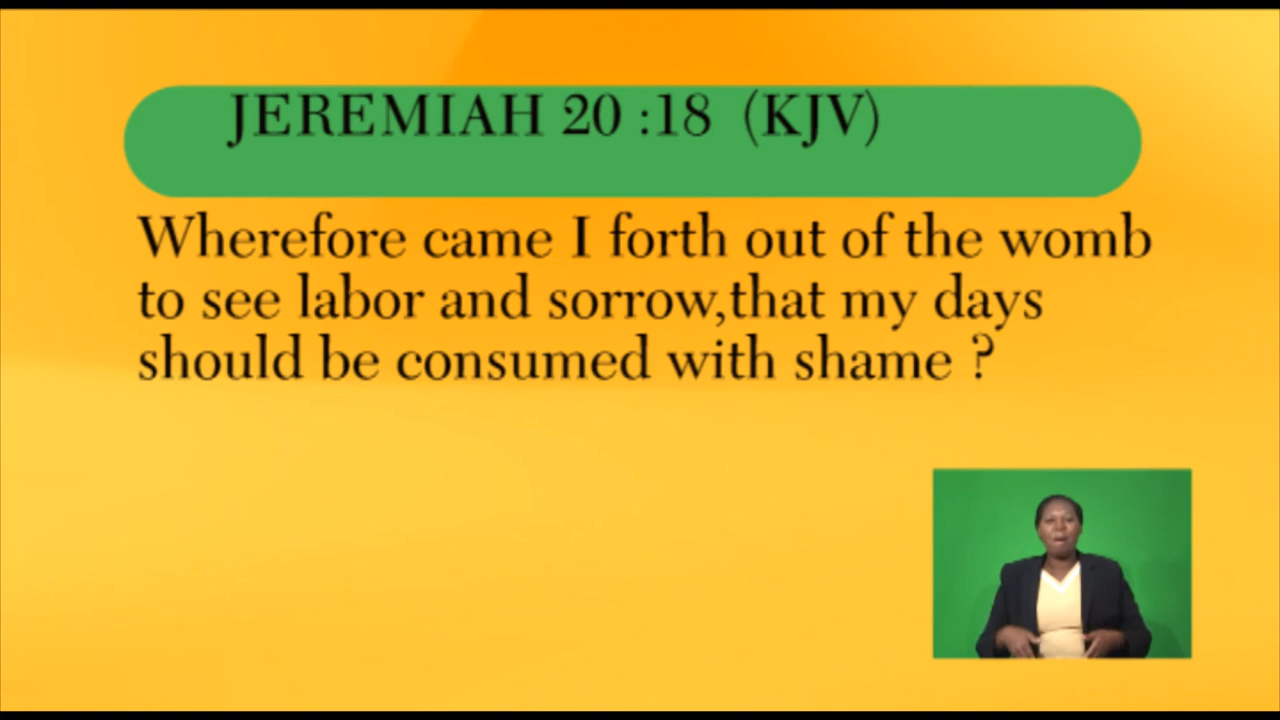 JEREMIAH 20 :18 (KJV)
Wherefore came I forth out of the womb
to see labor and sorrow,that my days
should be consumed with shame ?